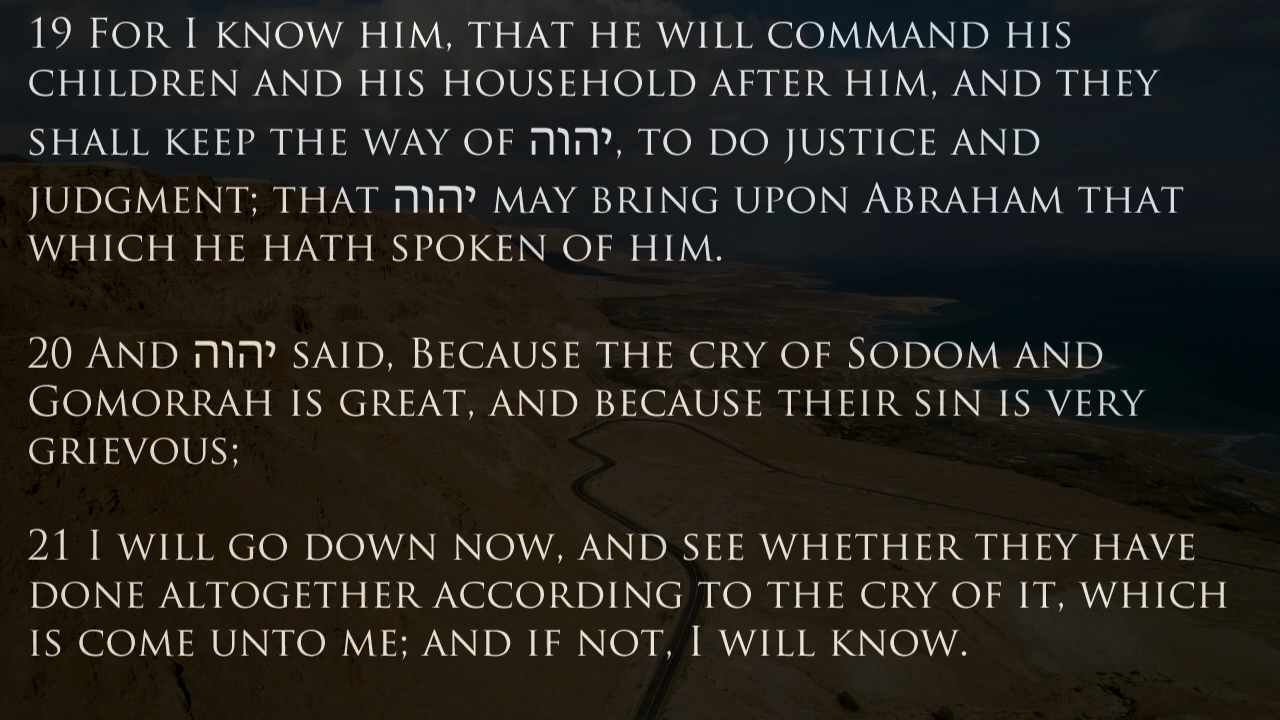 19 For I know him, that he will command his
children and his household after him, and they
shall keep the way of יהוה, to do justice and
judgment; that יהוה may bring upon Abraham that
which he hath spoken of him.
20 And יהוה said, Because the cry of Sodom and
Gomorrah is great, and because their sin is very
grievous;
21 I will go down now, and see whether they have
done altogether according to the cry of it, which
is come unto me; and if not, I will know.